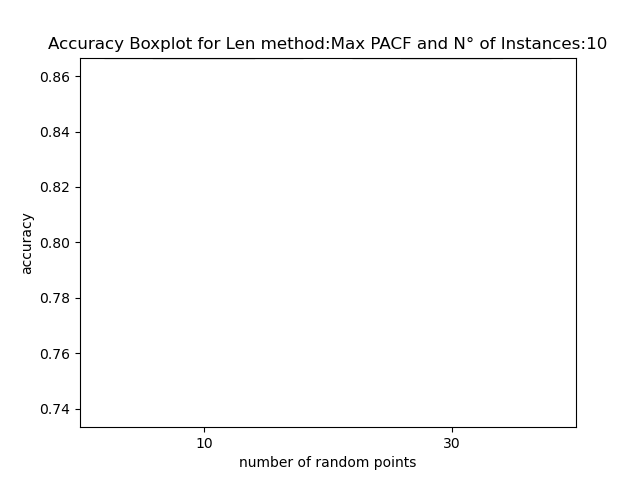 Accuracy Boxplot for Len method:Max PACF and N° of Instances:10
0.86
0.84
0.82
0.80
0.78
0.76
0.74
accuracy
10 30
number of random points